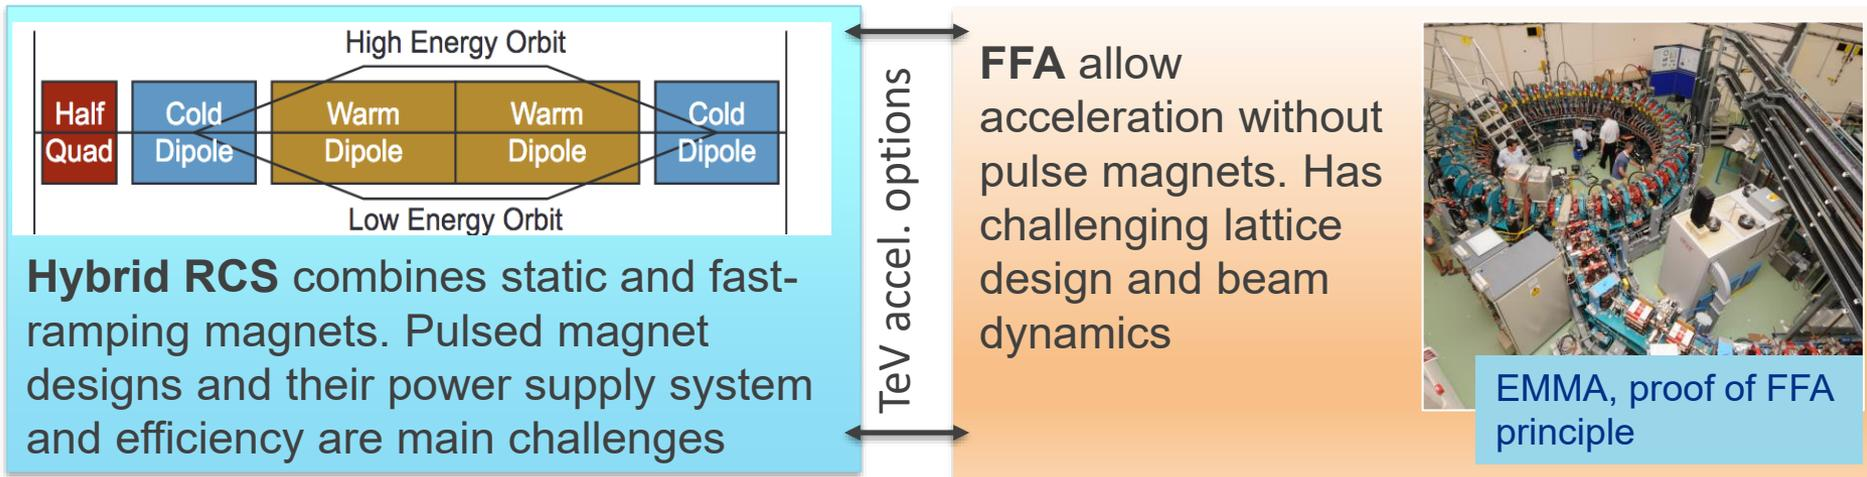 High Energy Orbit
Half
Quad
Cold
Dipole
Warm
Dipole
Warm
Dipole
Cold
Dipole
Low Energy Orbit
Hybrid RCS combines static and fast-
ramping magnets. Pulsed magnet
designs and their power supply system
and efficiency are main challenges
TeV accel. options
FFA allow
acceleration without
pulse magnets. Has
challenging lattice
design and beam
dynamics
EMMA, proof of FFA
principle